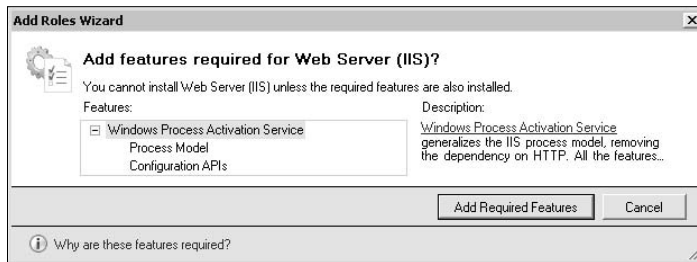 Add Roles Wizard
Add features required for Web Server (IIS)?
You cannot install Web Server (IIS) unless the required features are also installed.
Features:
Windows Process Activation Service
Process Model
Configuration APIs
Description:
Windows Process Activation Service
generalizes the IIS process model, removing
the dependency on HTTP. All the features...
Add Required Features
Cancel
Why are these features required?